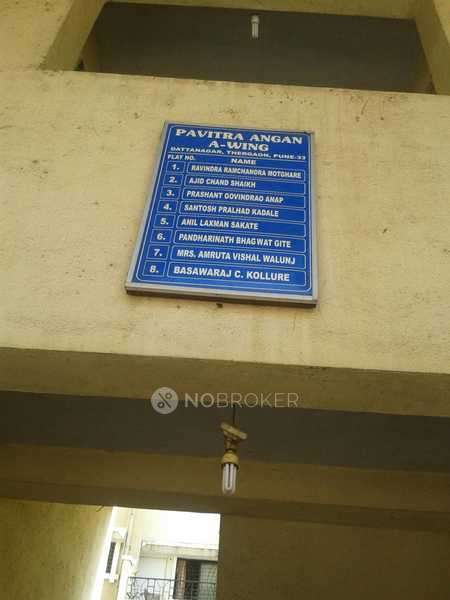 PAVITRA ANGAN
A-WING
DATTANAGAR, THERGAON, PUNE-33
FLAT NO. NAME
1. RAVINDRA RAMCHANDRA MOTGHARE
2. AJID CHAND SHAIKH
3. PRASHANT GOVINDRAO ANAP
4. SANTOSH PRALHAD KADALE
5. ANIL LAXMAN SAKATE
6. PANDHARINATH BHAGWAT GITE
7. MRS. AMRUTA VISHAL WALUNJ
8. BASAWARAJ C. KOLLURE
NOBROKER